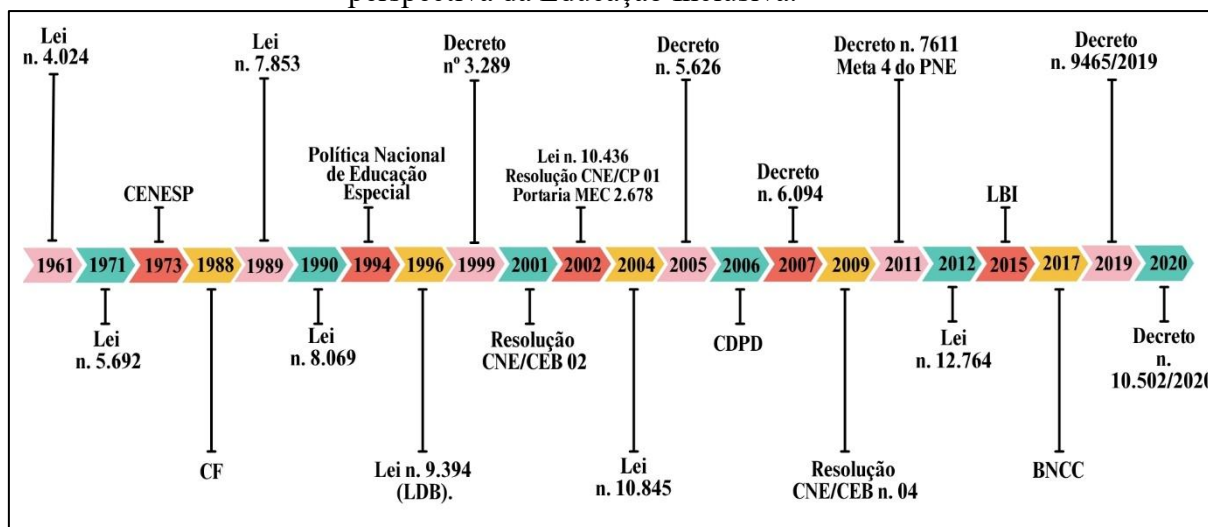 perspectiva da Educação Inclusiva.
Lei
n. 4.024
Lei
n. 7.853
Decreto
nº 3.289
Decreto
n. 5.626
Decreto n. 7611
Meta 4 do PNE
Decreto
n. 9465/2019
CENESP
Política Nacional
de Educação
Especial
Lei n. 10.436
Resolução CNE/CP 01
Portaria MEC 2.678
Decreto
n. 6.094
LBI
1961 1971 1973 1988 1989 1990 1994 1996 1999 2001 2002 2004 2005 2006 2007 2009 2011 2012 2015 2017 2019 2020
Lei
n. 5.692
Lei
n. 8.069
Resolução
CNE/CEB 02
CDPD
Lei
n. 12.764
Decreto
n.
10.502/2020
CF
Lei n. 9.394
(LDB).
Lei
n. 10.845
Resolução
CNE/CEB n. 04
BNCC